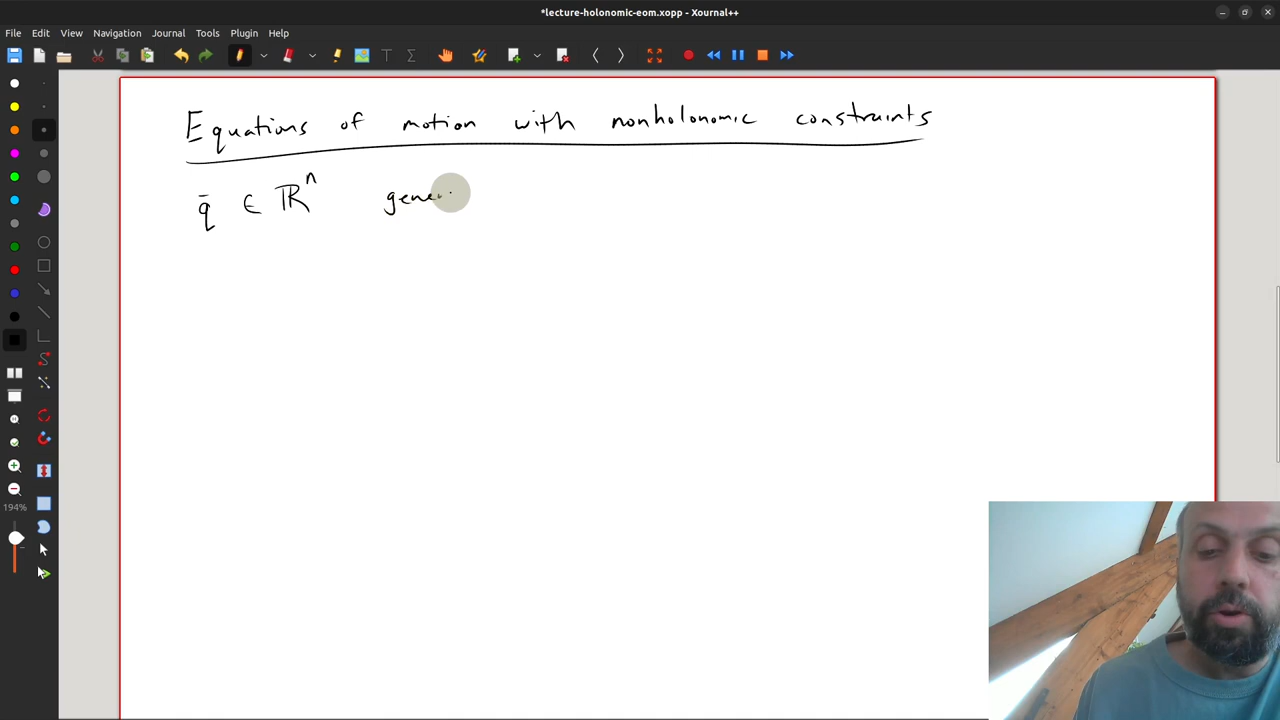 *lecture-holonomic-eom.xopp - Xournal++
File Edit View Navigation Journal Tools Plugin Help
Equations of motion with nonholonomic constraints
q̄ ∈ ℝⁿ gener
194%